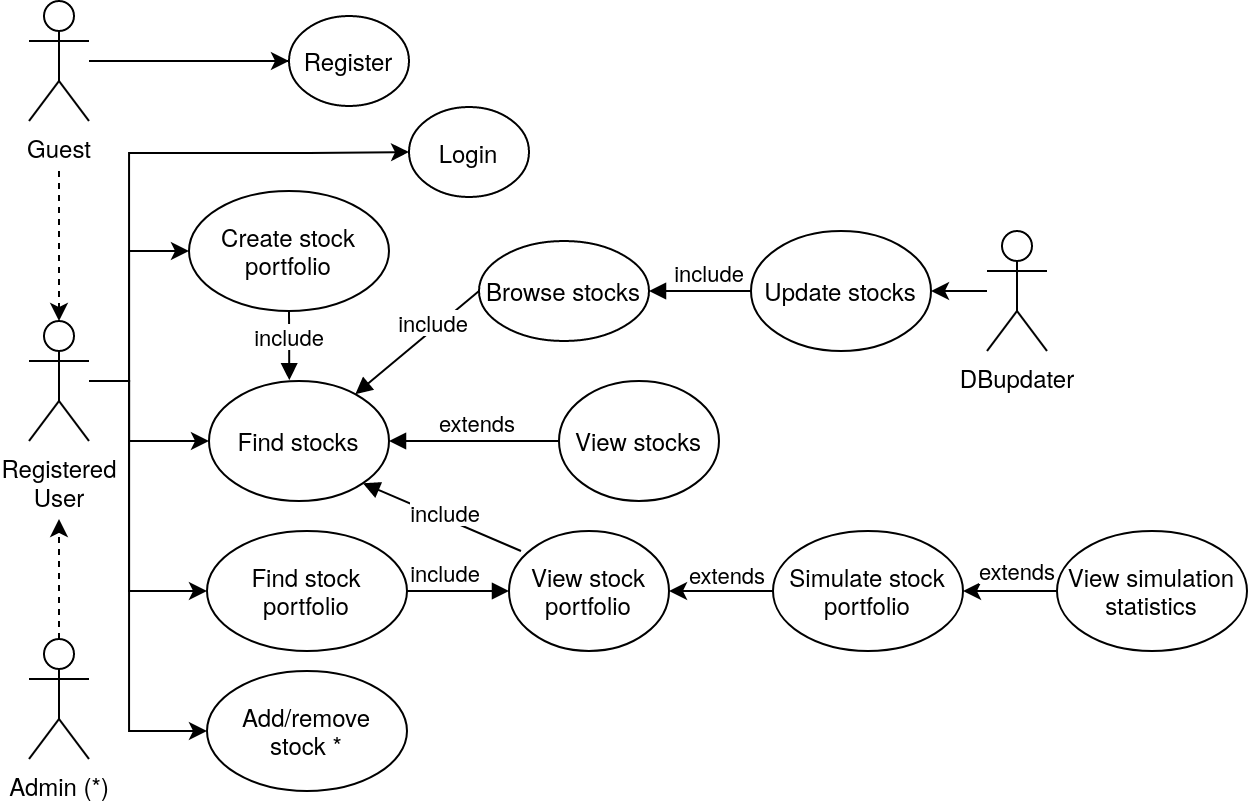 Register
Guest
Login
Create stock
portfolio
include
Browse stocks
include
Update stocks
include
DBupdater
Find stocks
extends
View stocks
Registered
User
include
Find stock
portfolio
include
View stock
portfolio
extends
Simulate stock
portfolio
extends
View simulation
statistics
Add/remove
stock *
Admin (*)